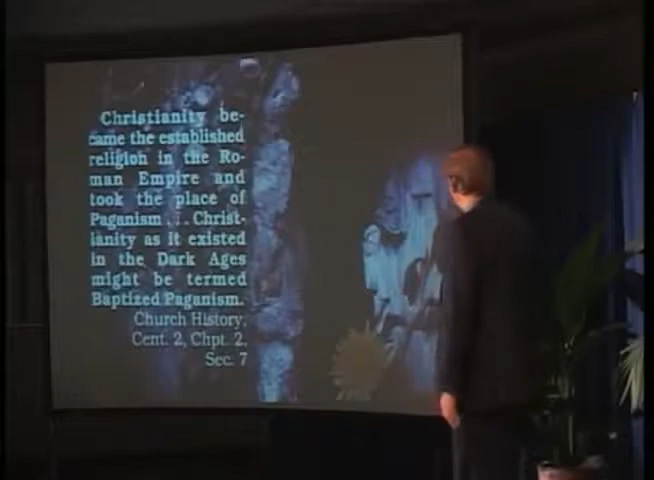 Christianity be-
came the established
religion in the Ro-
man Empire and
took the place of
Paganism . . . Christ-
ianity as it existed
in the Dark Ages
might be termed
Baptized Paganism.
Church History,
Cent. 2, Chpt. 2,
Sec. 7